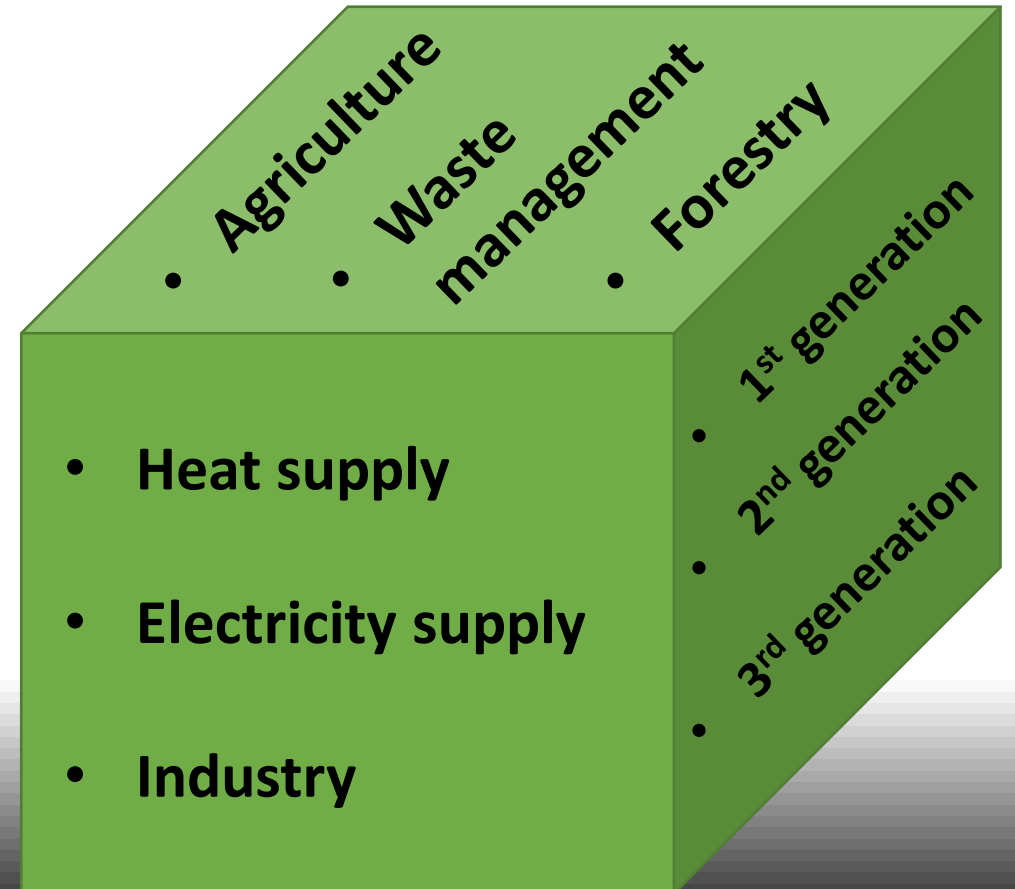 • Agriculture
• Waste
management
• Forestry
• Heat supply
• Electricity supply
• Industry
• 1st generation
• 2nd generation
• 3rd generation